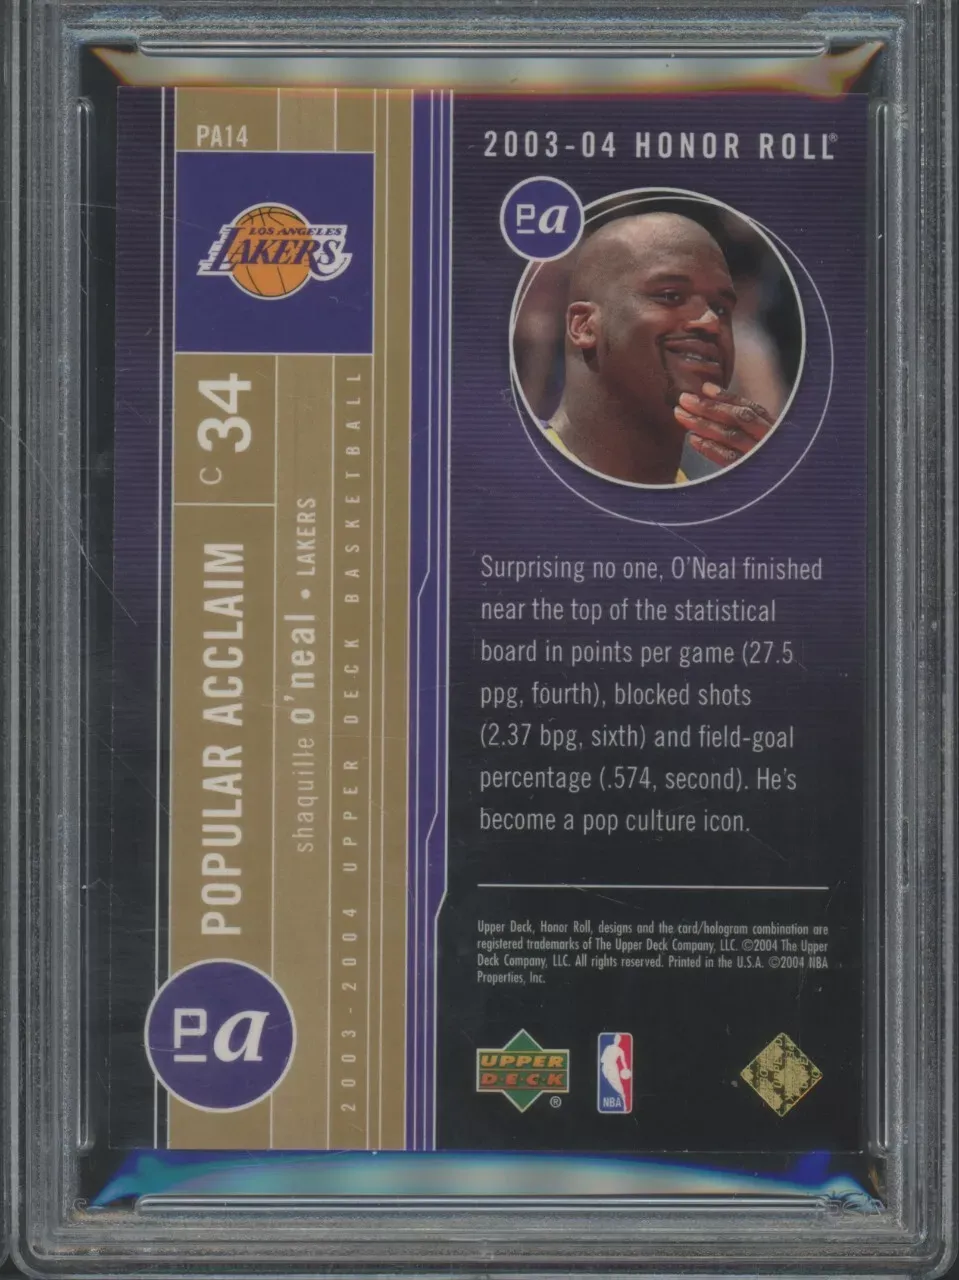 PA14
LOS ANGELES
LAKERS
C 34
POPULAR ACCLAIM
shaquille o'neal • LAKERS
2003-2004 UPPER DECK BASKETBALL
Pa
2003-04 HONOR ROLL®
Pa
Surprising no one, O'Neal finished
near the top of the statistical
board in points per game (27.5
ppg, fourth), blocked shots
(2.37 bpg, sixth) and field-goal
percentage (.574, second). He's
become a pop culture icon.
Upper Deck, Honor Roll, designs and the card/hologram combination are
registered trademarks of The Upper Deck Company, LLC. ©2004 The Upper
Deck Company, LLC. All rights reserved. Printed in the U.S.A. ©2004 NBA
Properties, Inc.
UPPER
DECK
®
NBA